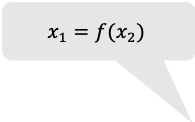 x₁ = f(x₂)